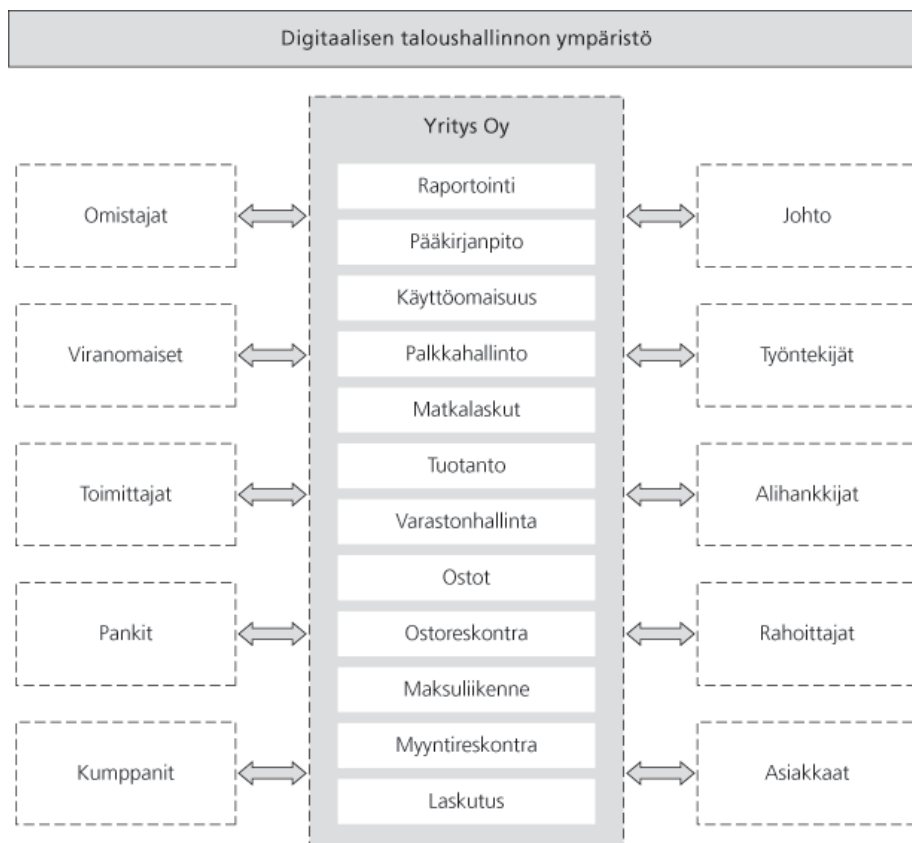 Digitaalisen taloushallinnon ympäristö
Yritys Oy
Omistajat
Viranomaiset
Toimittajat
Pankit
Kumppanit
Raportointi
Pääkirjanpito
Käyttöomaisuus
Palkkahallinto
Matkalaskut
Tuotanto
Varastonhallinta
Ostot
Ostoreskontra
Maksuliikenne
Myyntireskontra
Laskutus
Johto
Työntekijät
Alihankkijat
Rahoittajat
Asiakkaat